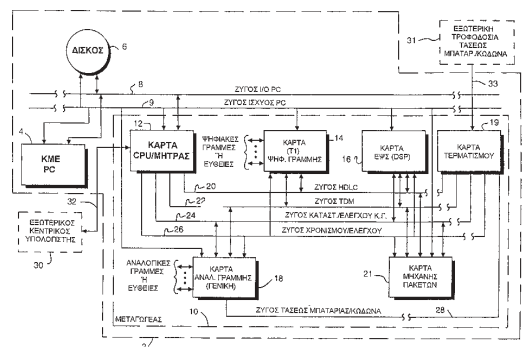 31
ΕΞΩΤΕΡΙΚΗ
ΤΡΟΦΟΔΟΣΙΑ
ΤΑΣΕΩΣ
ΜΠΑΤΑΡ./ΚΩΔΩΝΑ
ΔΙΣΚΟΣ
6
8
ΖΥΓΟΣ Ι/Ο PC
33
9
ΖΥΓΟΣ ΙΣΧΥΟΣ PC
4
ΚΜΕ
PC
12
ΚΑΡΤΑ
CPU/ΜΗΤΡΑΣ
ΨΗΦΙΑΚΕΣ
ΓΡΑΜΜΕΣ
Ή
ΕΥΘΕΙΕΣ
ΚΑΡΤΑ
(Τ1)
ΨΗΦ. ΓΡΑΜΜΗΣ
14
16
ΚΑΡΤΑ
ΕΨΣ (DSP)
19
ΚΑΡΤΑ
ΤΕΡΜΑΤΙΣΜΟΥ
20
ΖΥΓΟΣ HDLC
22
ΖΥΓΟΣ TDM
24
ΖΥΓΟΣ ΚΑΤΑΣΤ./ΕΛΕΓΧΟΥ Κ.Γ.
26
ΖΥΓΟΣ ΧΡΟΝΙΣΜΟΥ/ΕΛΕΓΧΟΥ
32
ΕΞΩΤΕΡΙΚΟΣ
ΚΕΝΤΡΙΚΟΣ
ΥΠΟΛΟΓΙΣΤΗΣ
30
ΑΝΑΛΟΓΙΚΕΣ
ΓΡΑΜΜΕΣ
Ή
ΕΥΘΕΙΕΣ
ΚΑΡΤΑ
ΑΝΑΛ. ΓΡΑΜΜΗΣ
(ΓΕΝΙΚΗ)
18
21
ΚΑΡΤΑ
ΜΗΧΑΝΗΣ
ΠΑΚΕΤΩΝ
ΜΕΤΑΓΩΓΕΑΣ
10
ΖΥΓΟΣ ΤΑΣΕΩΣ ΜΠΑΤΑΡΙΑΣ/ΚΩΔΩΝΑ
28
2